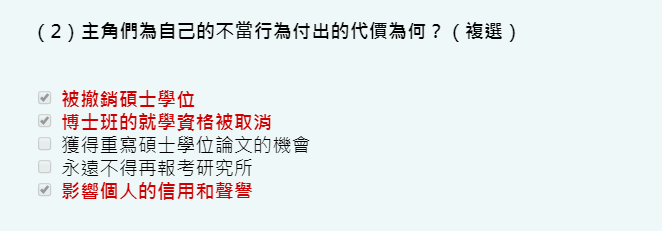 (2)主角們為自己的不當行為付出的代價為何？(複選)
被撤銷碩士學位
博士班的就學資格被取消
獲得重寫碩士學位論文的機會
永遠不得再報考研究所
影響個人的信用和聲譽